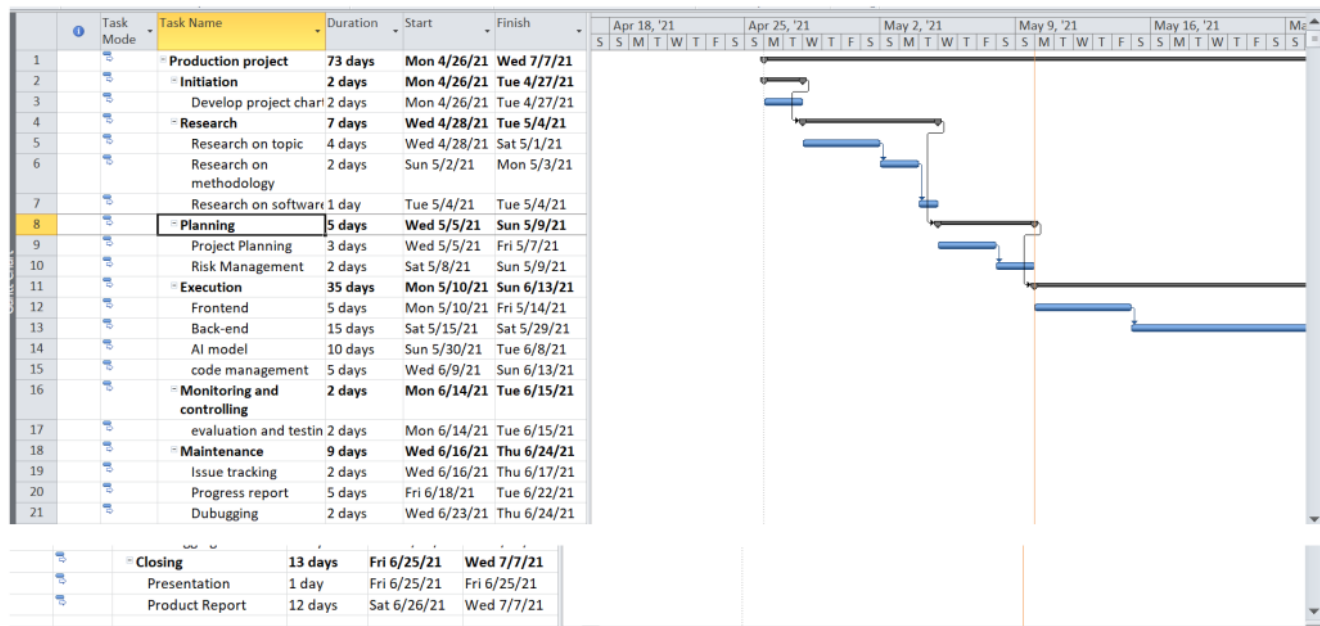 Task Mode Task Name Duration Start Finish Apr 18, '21 Apr 25, '21 May 2, '21 May 9, '21 May 16, '21 Ma
S S M T W T F S S M T W T F S S M T W T F S S M T W T F S S M T W T F S S
1 Production project 73 days Mon 4/26/21 Wed 7/7/21
2 Initiation 2 days Mon 4/26/21 Tue 4/27/21
3 Develop project chart 2 days Mon 4/26/21 Tue 4/27/21
4 Research 7 days Wed 4/28/21 Tue 5/4/21
5 Research on topic 4 days Wed 4/28/21 Sat 5/1/21
6 Research on methodology 2 days Sun 5/2/21 Mon 5/3/21
7 Research on software 1 day Tue 5/4/21 Tue 5/4/21
8 Planning 5 days Wed 5/5/21 Sun 5/9/21
9 Project Planning 3 days Wed 5/5/21 Fri 5/7/21
10 Risk Management 2 days Sat 5/8/21 Sun 5/9/21
11 Execution 35 days Mon 5/10/21 Sun 6/13/21
12 Frontend 5 days Mon 5/10/21 Fri 5/14/21
13 Back-end 15 days Sat 5/15/21 Sat 5/29/21
14 AI model 10 days Sun 5/30/21 Tue 6/8/21
15 code management 5 days Wed 6/9/21 Sun 6/13/21
16 Monitoring and controlling 2 days Mon 6/14/21 Tue 6/15/21
17 evaluation and testin 2 days Mon 6/14/21 Tue 6/15/21
18 Maintenance 9 days Wed 6/16/21 Thu 6/24/21
19 Issue tracking 2 days Wed 6/16/21 Thu 6/17/21
20 Progress report 5 days Fri 6/18/21 Tue 6/22/21
21 Dubugging 2 days Wed 6/23/21 Thu 6/24/21
Closing 13 days Fri 6/25/21 Wed 7/7/21
Presentation 1 day Fri 6/25/21 Fri 6/25/21
Product Report 12 days Sat 6/26/21 Wed 7/7/21